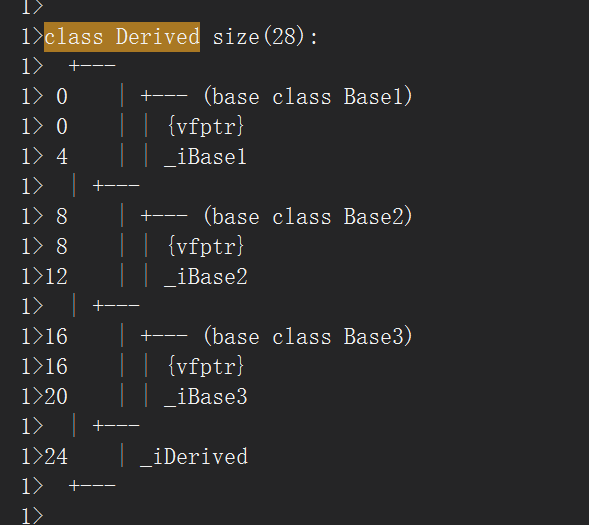 1>
1>class Derived size(28):
1>  +---
1> 0    | +--- (base class Base1)
1> 0    | | {vfptr}
1> 4    | | _iBase1
1>  | +---
1> 8    | +--- (base class Base2)
1> 8    | | {vfptr}
1>12    | | _iBase2
1>  | +---
1>16    | +--- (base class Base3)
1>16    | | {vfptr}
1>20    | | _iBase3
1>  | +---
1>24    | _iDerived
1>  +---
1>